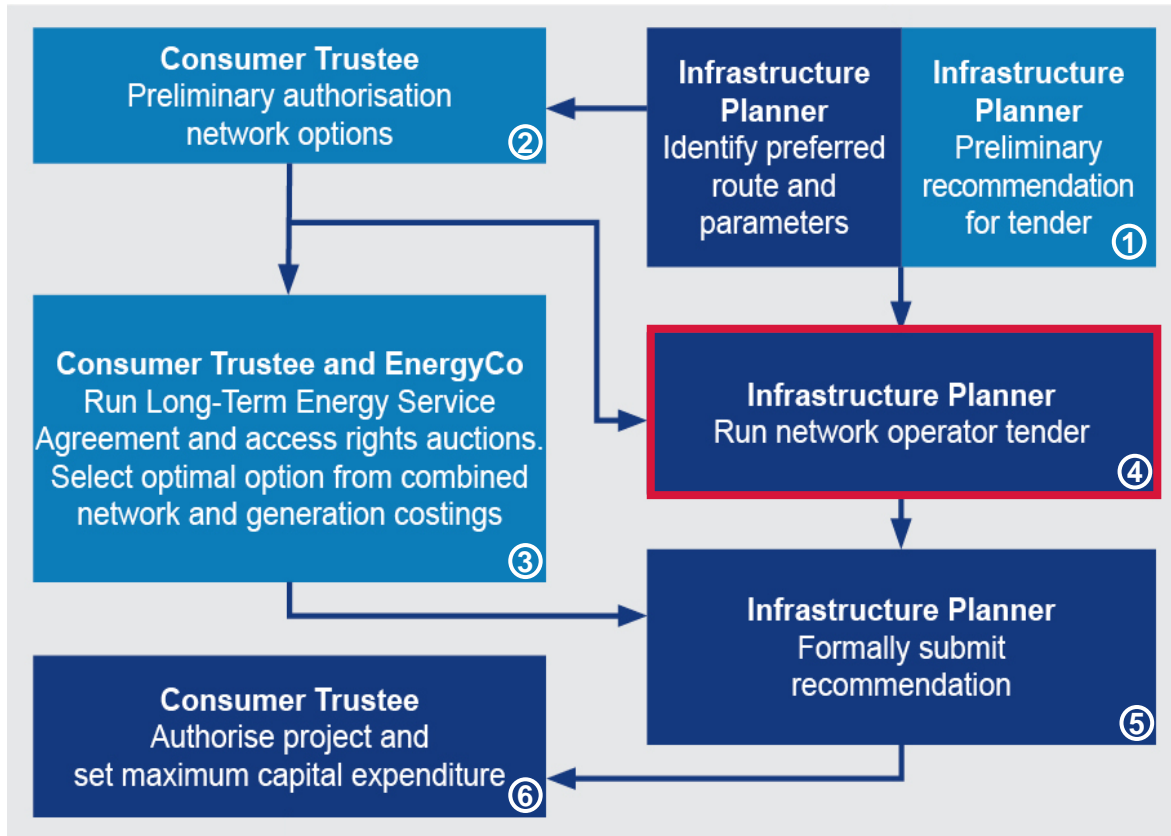 Consumer Trustee
Preliminary authorisation
network options
②
Infrastructure
Planner
Identify preferred
route and
parameters
Infrastructure
Planner
Preliminary
recommendation
for tender
①
Consumer Trustee and EnergyCo
Run Long-Term Energy Service
Agreement and access rights auctions.
Select optimal option from combined
network and generation costings
③
Infrastructure Planner
Run network operator tender
④
Infrastructure Planner
Formally submit
recommendation
⑤
Consumer Trustee
Authorise project and
set maximum capital expenditure
⑥